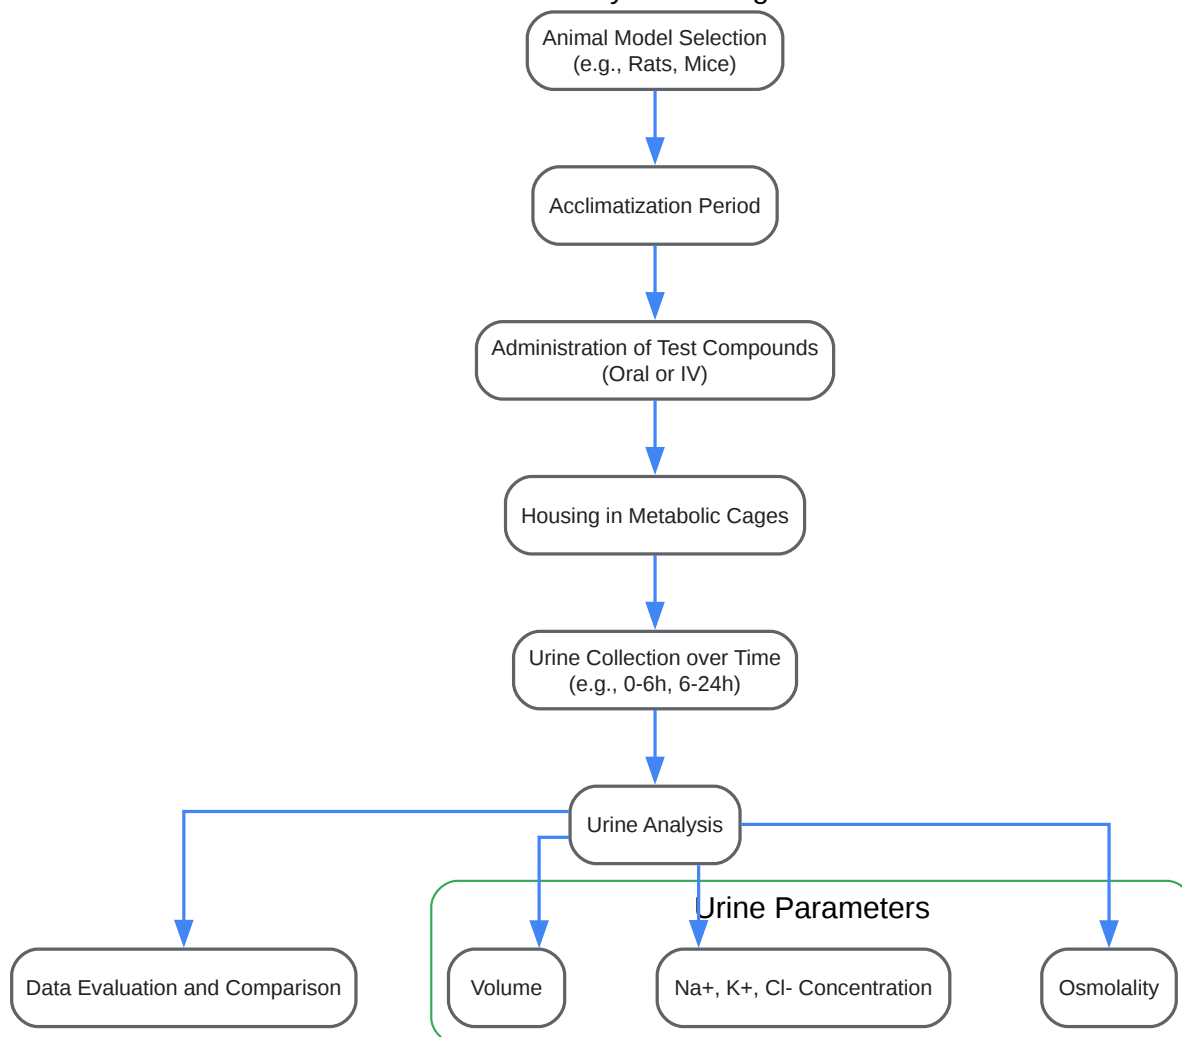 Animal Model Selection
(e.g., Rats, Mice)
Acclimatization Period
Administration of Test Compounds
(Oral or IV)
Housing in Metabolic Cages
Urine Collection over Time
(e.g., 0-6h, 6-24h)
Urine Analysis
Urine Parameters
Data Evaluation and Comparison
Volume
Na+, K+, Cl- Concentration
Osmolality